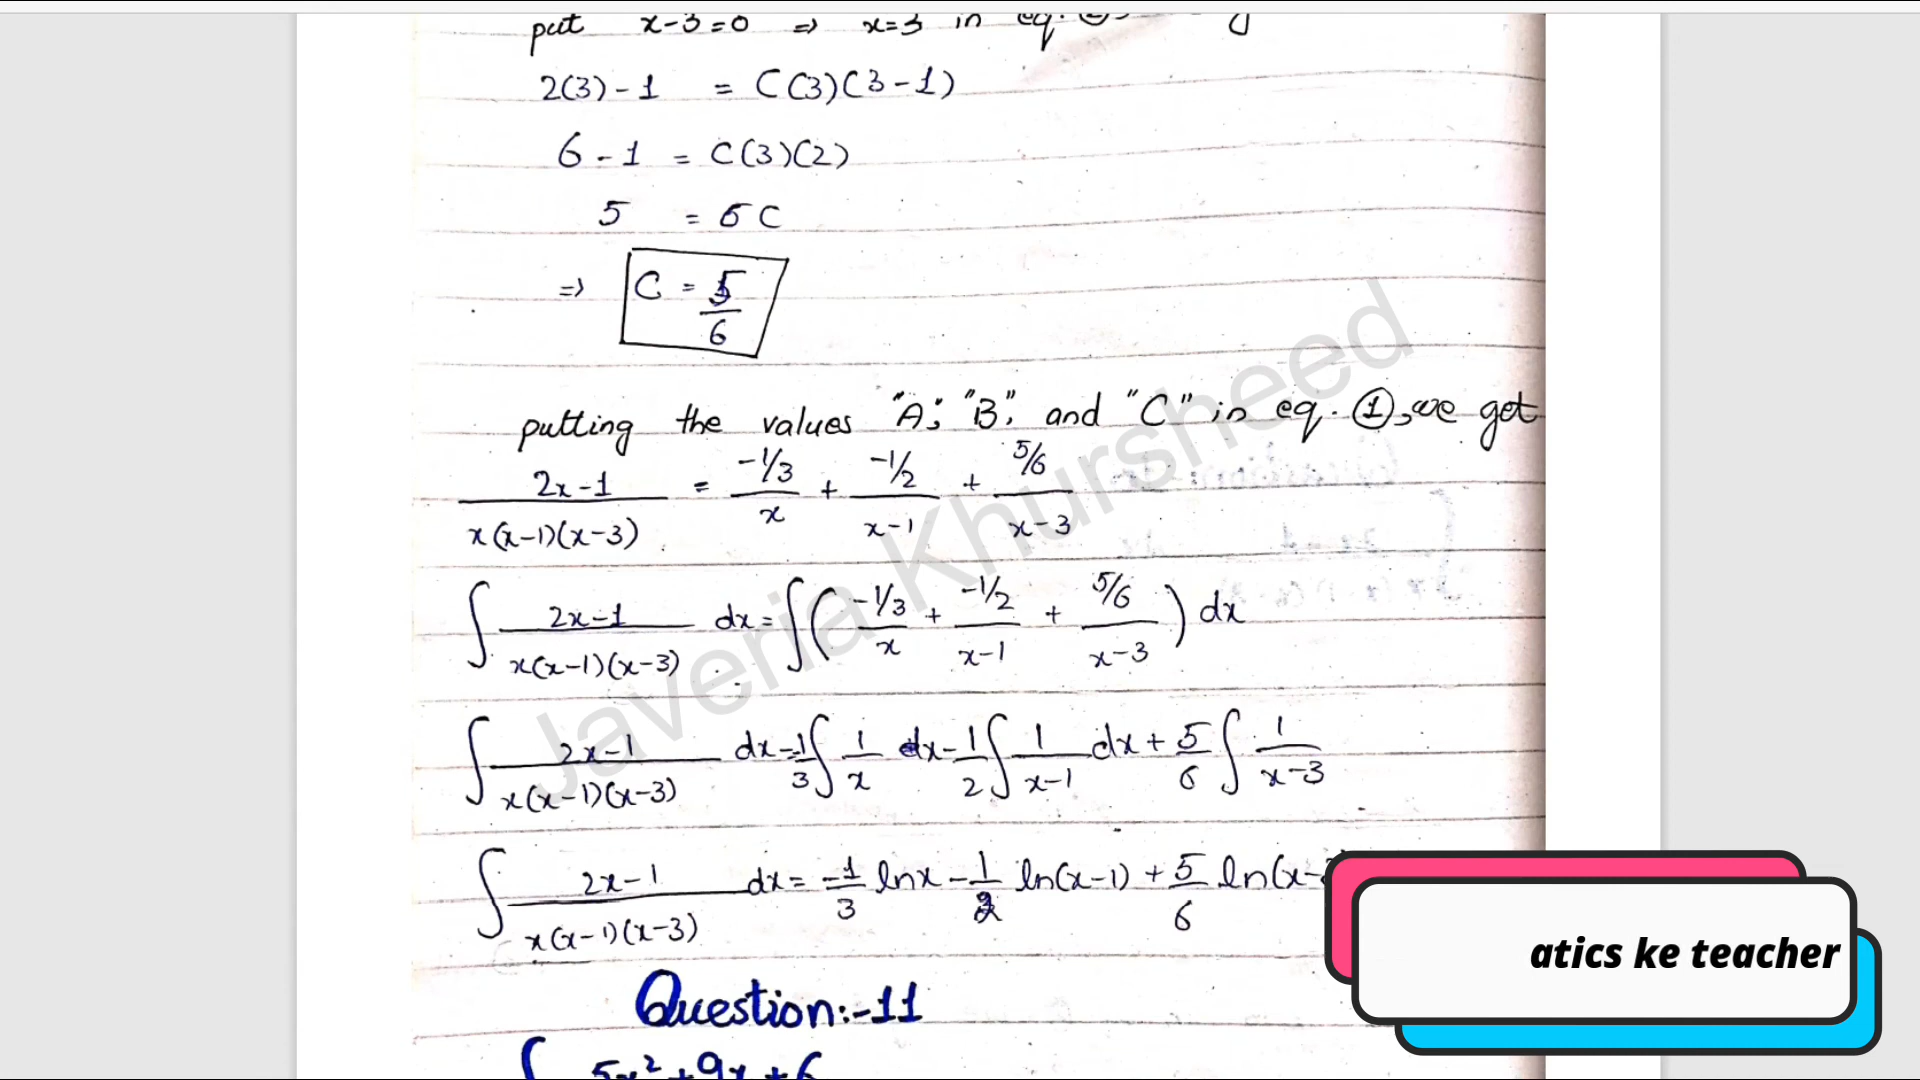 put x-3=0 ⇒ x=3 in eq.
2(3)-1 = C(3)(3-1)
6-1 = C(3)(2)
5 = 6C
⇒ C = 5/6
putting the values "A", "B", and "C" in eq. ①, we get
2x-1 / x(x-1)(x-3) = -1/3 / x + -1/2 / x-1 + 5/6 / x-3
∫ 2x-1 / x(x-1)(x-3) dx = ∫( -1/3 / x + -1/2 / x-1 + 5/6 / x-3 ) dx
∫ 2x-1 / x(x-1)(x-3) dx = -1/3 ∫ 1/x dx - 1/2 ∫ 1/x-1 dx + 5/6 ∫ 1/x-3
∫ 2x-1 / x(x-1)(x-3) dx = -1/3 lnx - 1/2 ln(x-1) + 5/6 ln(x-
Question:-11
∫ 5x²+9x+6
Javeria Khursheed
atics ke teacher